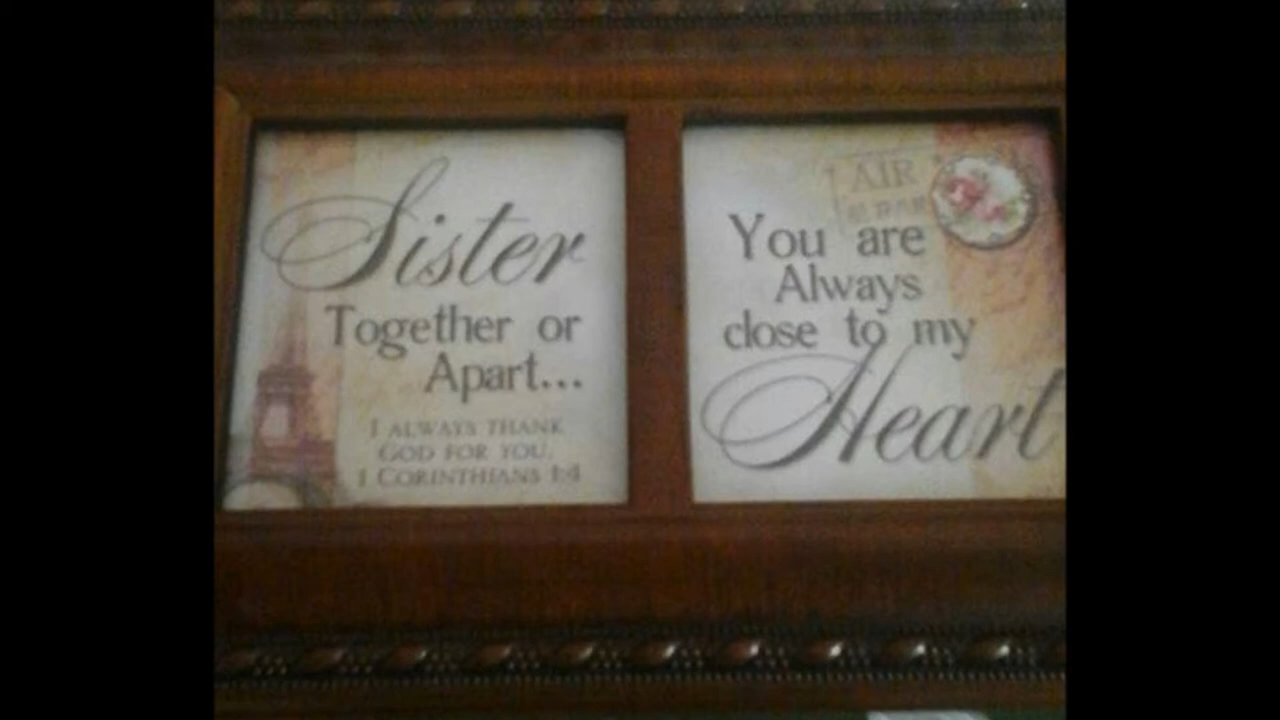 Sister
Together or
Apart...
I ALWAYS THANK
GOD FOR YOU.
1 CORINTHIANS 1:4
AIR
You are
Always
close to my
Heart